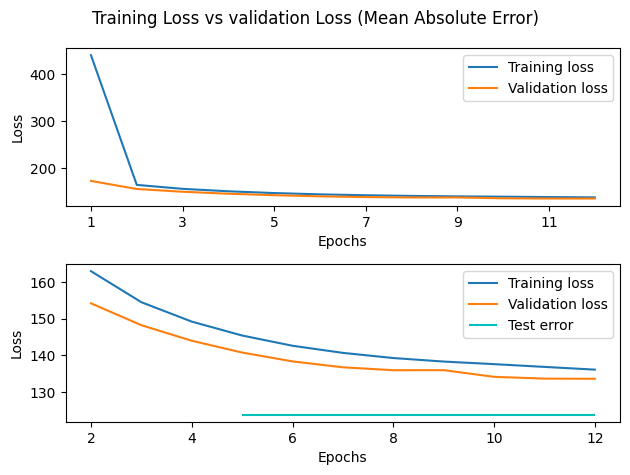 Training Loss vs validation Loss (Mean Absolute Error)
400
300
200
Loss
Training loss
Validation loss
1 3 5 7 9 11
Epochs
160
150
140
130
Loss
Training loss
Validation loss
Test error
2 4 6 8 10 12
Epochs